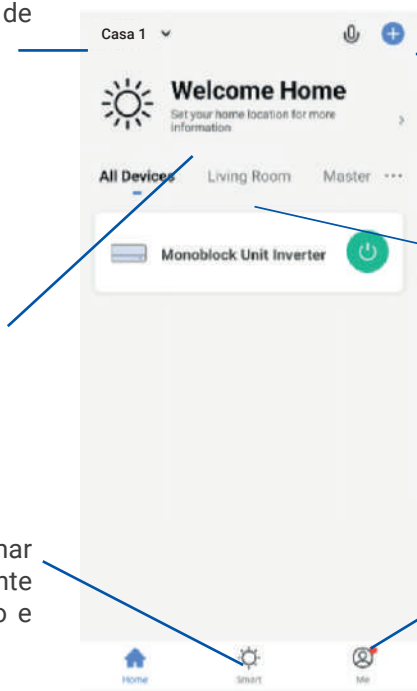 de
Casa 1
Welcome Home
Set your home location for more
information
All Devices Living Room Master ...
Monoblock Unit Inverter
nar
nte
o e
Home Smart Me